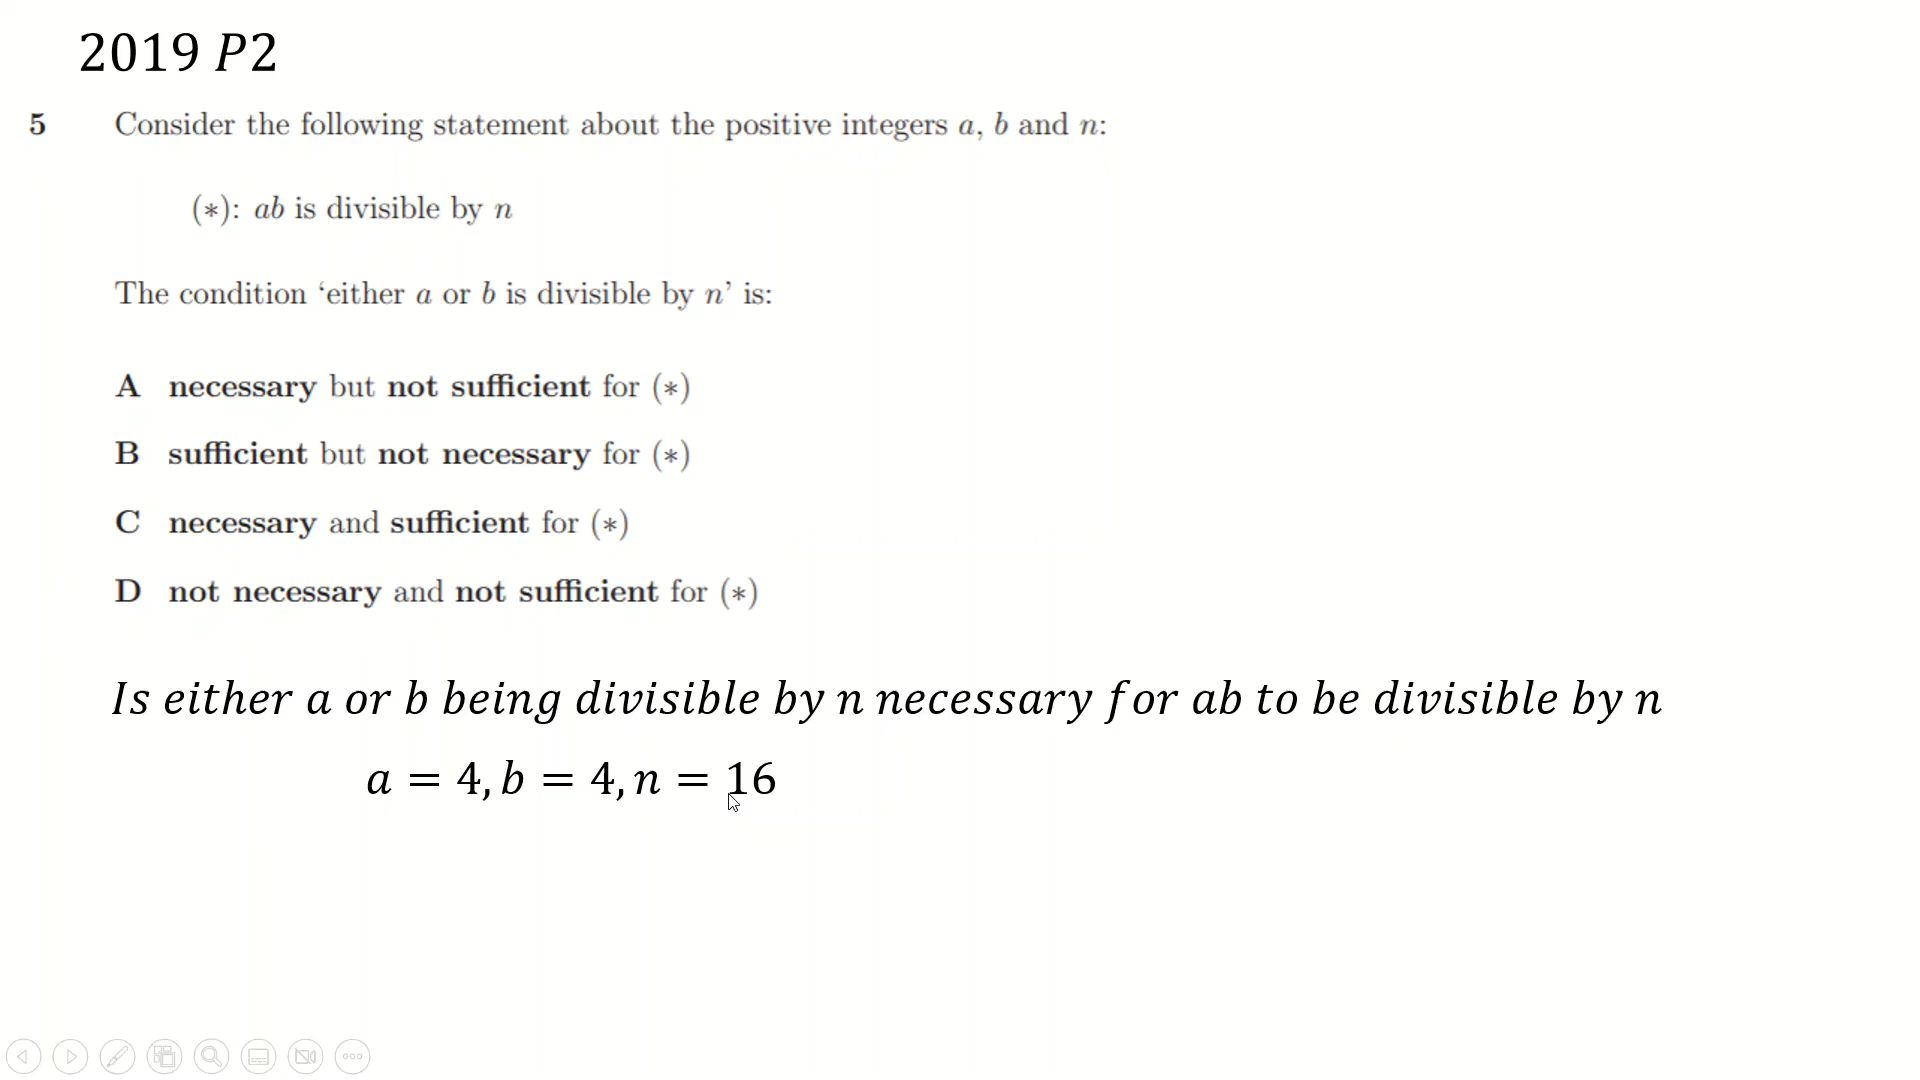 2019 P2
5 Consider the following statement about the positive integers a, b and n:
(∗): ab is divisible by n
The condition ‘either a or b is divisible by n’ is:
A necessary but not sufficient for (∗)
B sufficient but not necessary for (∗)
C necessary and sufficient for (∗)
D not necessary and not sufficient for (∗)
Is either a or b being divisible by n necessary for ab to be divisible by n
a = 4, b = 4, n = 16